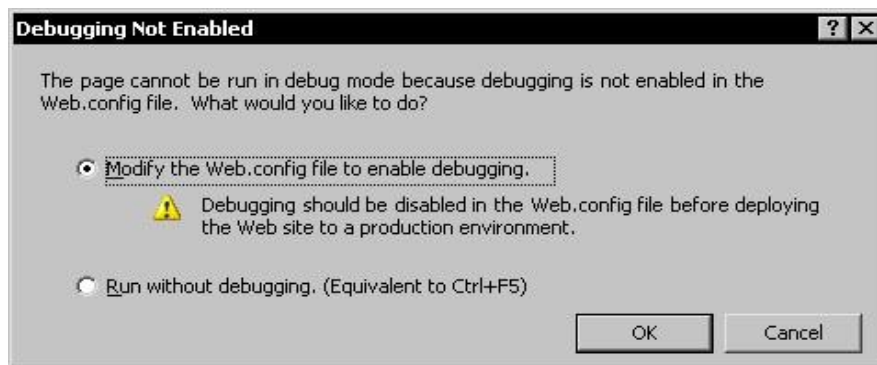 Debugging Not Enabled
The page cannot be run in debug mode because debugging is not enabled in the
Web.config file. What would you like to do?
Modify the Web.config file to enable debugging.
Debugging should be disabled in the Web.config file before deploying
the Web site to a production environment.
Run without debugging. (Equivalent to Ctrl+F5)
OK Cancel